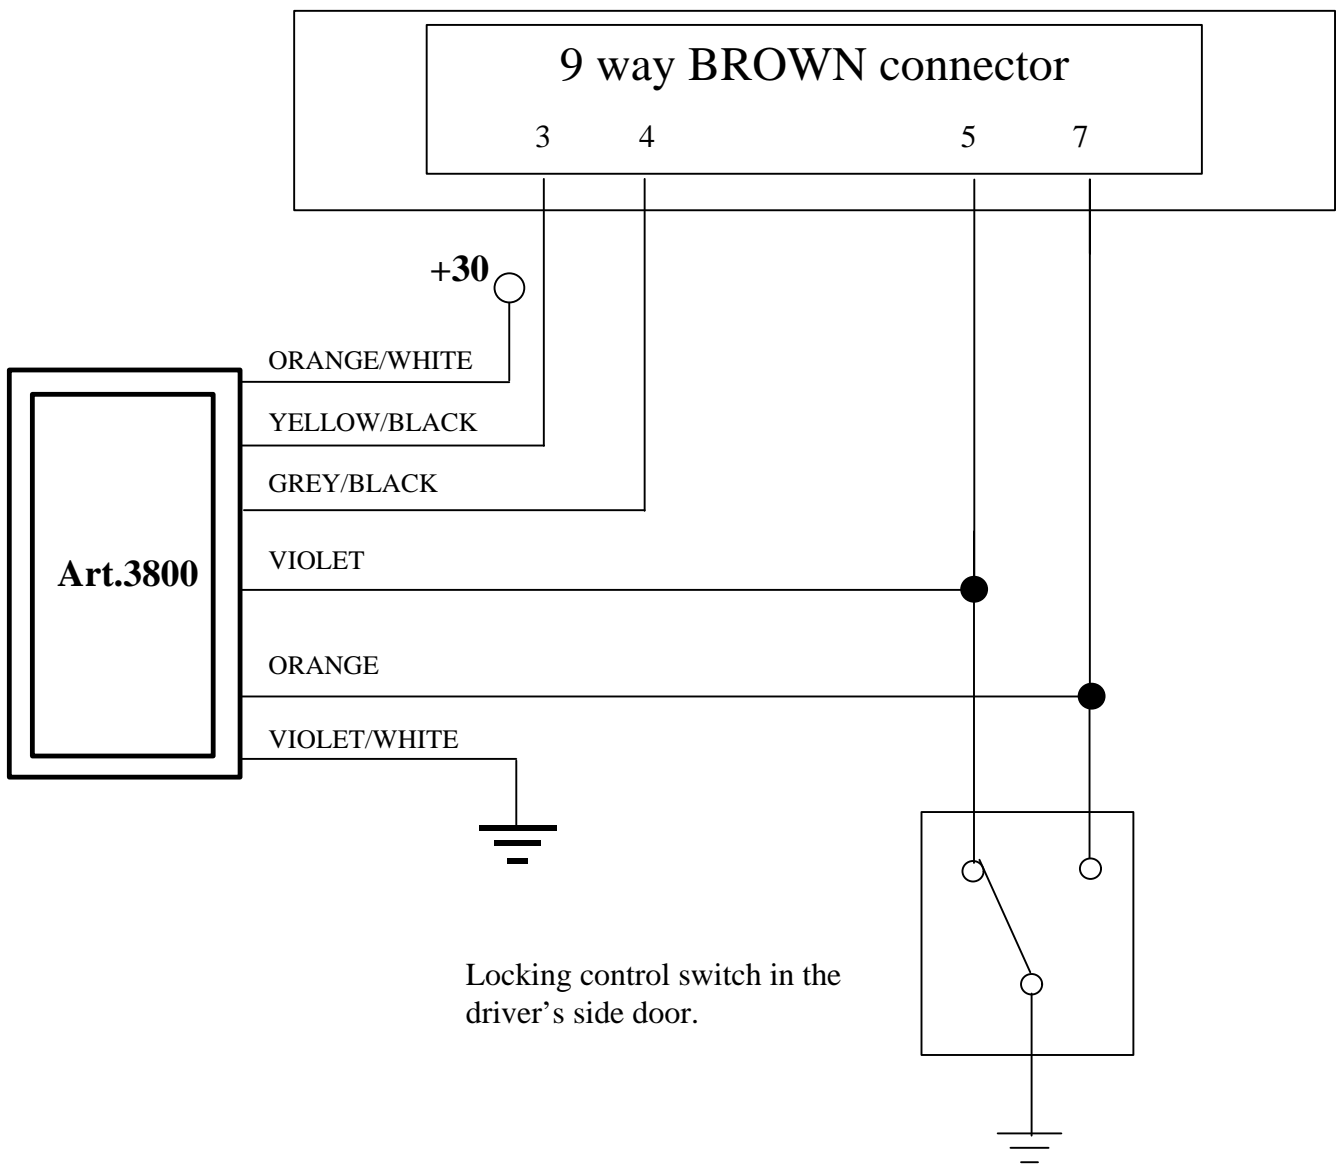 9 way BROWN connector
3 4 5 7
+30
ORANGE/WHITE
YELLOW/BLACK
GREY/BLACK
VIOLET
Art.3800
ORANGE
VIOLET/WHITE
Locking control switch in the
driver’s side door.